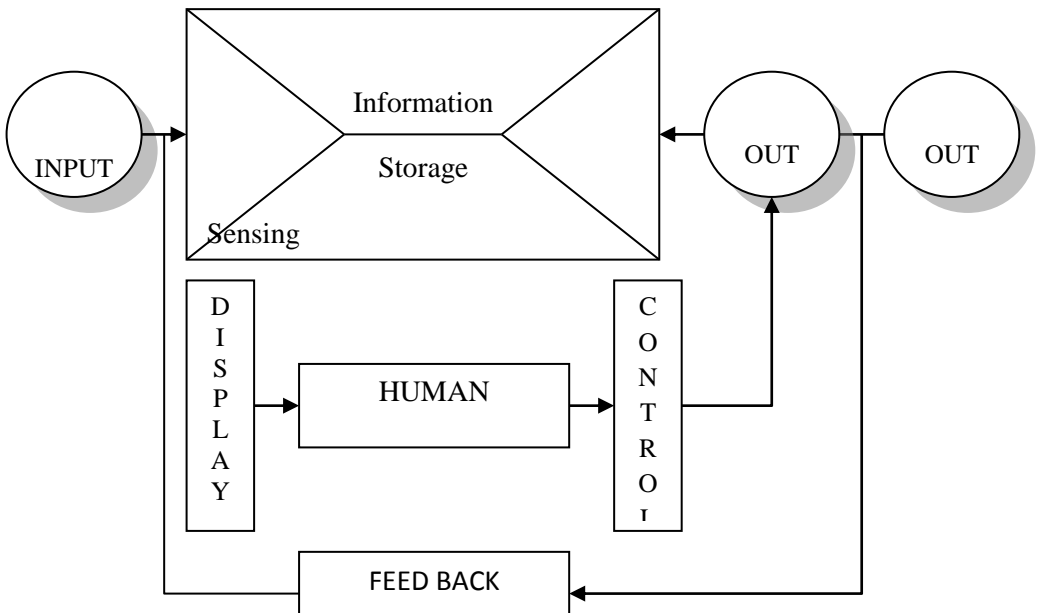 Information
INPUT
OUT
OUT
Storage
Sensing
D
I
S
P
L
A
Y
HUMAN
C
O
N
T
R
O
FEED BACK